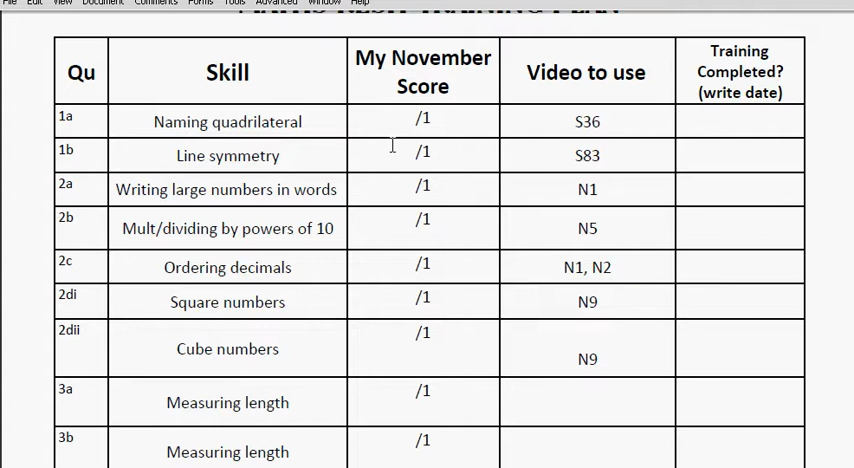 File Edit View Document Comments Forms Tools Advanced Window Help
Qu Skill My November Score Video to use Training Completed? (write date)
1a Naming quadrilateral /1 S36
1b Line symmetry /1 S83
2a Writing large numbers in words /1 N1
2b Mult/dividing by powers of 10 /1 N5
2c Ordering decimals /1 N1, N2
2di Square numbers /1 N9
2dii Cube numbers /1 N9
3a Measuring length /1
3b Measuring length /1